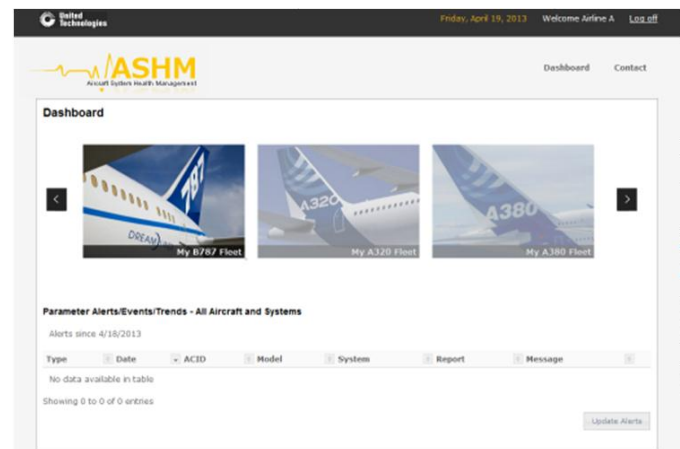 United
Technologies
Friday, April 19, 2013 Welcome Airline A Log off
ASHM
Aircraft System Health Management
Dashboard Contact
Dashboard
787
DREAM
My B787 Fleet
A320
My A320 Fleet
A380
My A380 Fleet
Parameter Alerts/Events/Trends - All Aircraft and Systems
Alerts since 4/18/2013
Type Date ACID Model System Report Message
No data available in table
Showing 0 to 0 of 0 entries
Update Alerts